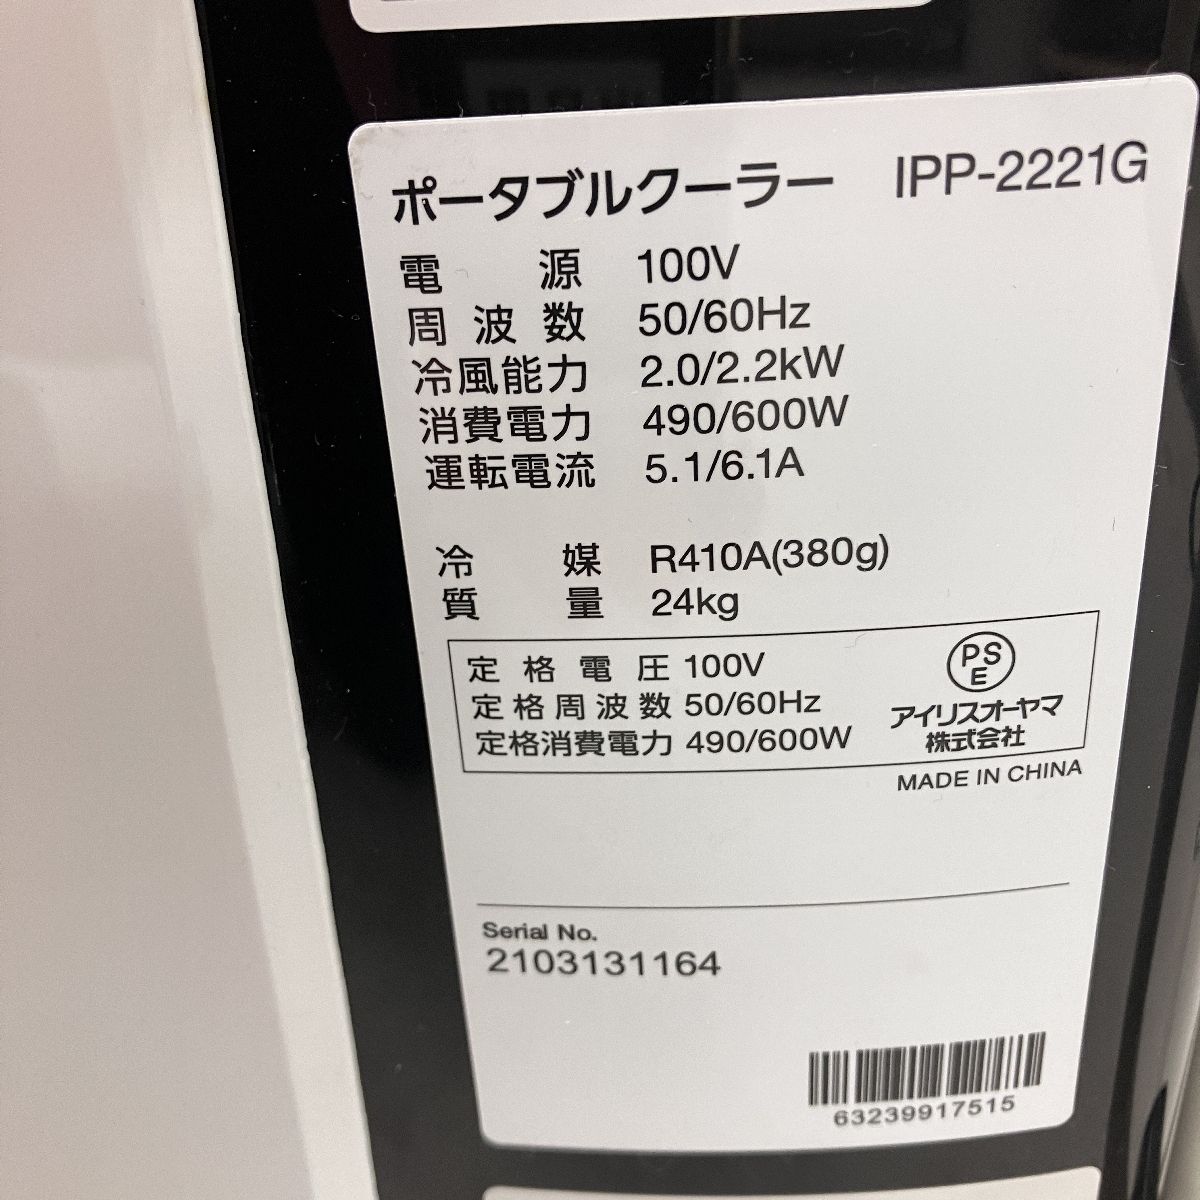 ポータブルクーラー IPP-2221G
電源 100V
周波数 50/60Hz
冷風能力 2.0/2.2kW
消費電力 490/600W
運転電流 5.1/6.1A
冷媒 R410A(380g)
質量 24kg
定格電圧 100V
定格周波数 50/60Hz
定格消費電力 490/600W
PSE
アイリスオーヤマ
株式会社
MADE IN CHINA
Serial No.
2103131164
63239917515